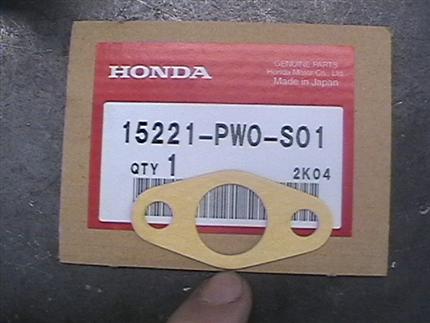 HONDA
GENUINE PARTS
Honda Motor Co., Ltd.
Made in Japan
15221-PW0-S01
QTY 1
2K04